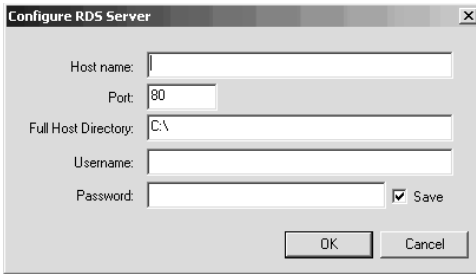 Configure RDS Server
Host name:
Port: 80
Full Host Directory: C:\
Username:
Password: Save
OK Cancel